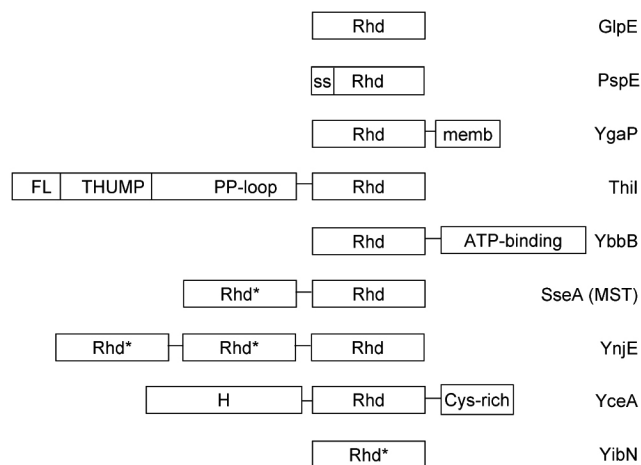 Rhd GlpE
ss Rhd PspE
Rhd memb YgaP
FL THUMP PP-loop Rhd ThiI
Rhd ATP-binding YbbB
Rhd* Rhd SseA (MST)
Rhd* Rhd* Rhd YnjE
H Rhd Cys-rich YceA
Rhd* YibN